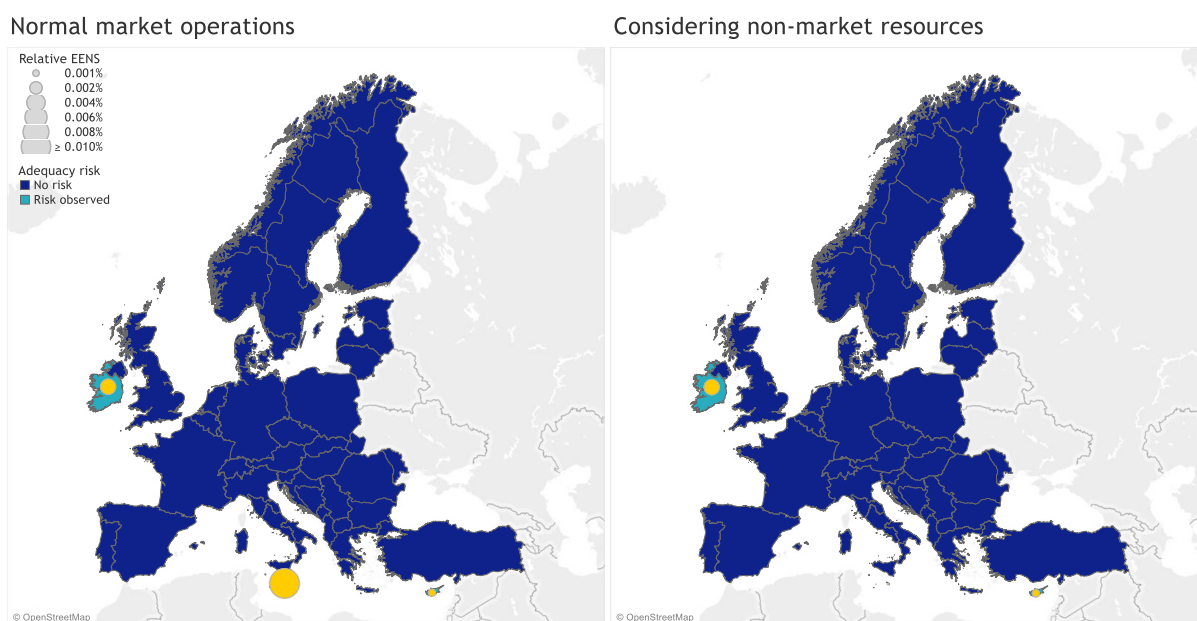 Normal market operations
Considering non-market resources
Relative EENS
0.001%
0.002%
0.004%
0.006%
0.008%
≥ 0.010%
Adequacy risk
No risk
Risk observed
© OpenStreetMap
© OpenStreetMap